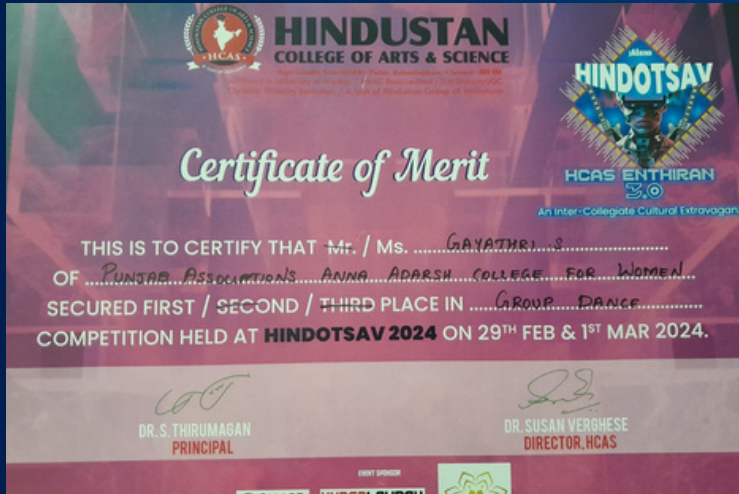 HINDUSTAN
COLLEGE OF ARTS & SCIENCE
HCAS
HINDOTSAV
HCAS ENTHIRAN
3.0
An Inter-Collegiate Cultural Extravagan
Certificate of Merit
THIS IS TO CERTIFY THAT Mr. / Ms. GAYATHRI S
OF PUNJAB ASSOCIATIONS ANNA ADARSH COLLEGE FOR WOMEN
SECURED FIRST / SECOND / THIRD PLACE IN GROUP DANCE
COMPETITION HELD AT HINDOTSAV 2024 ON 29TH FEB & 1ST MAR 2024.
DR. S. THIRUMAGAN
PRINCIPAL
DR. SUSAN VERGHESE
DIRECTOR, HCAS
EVENT SPONSOR